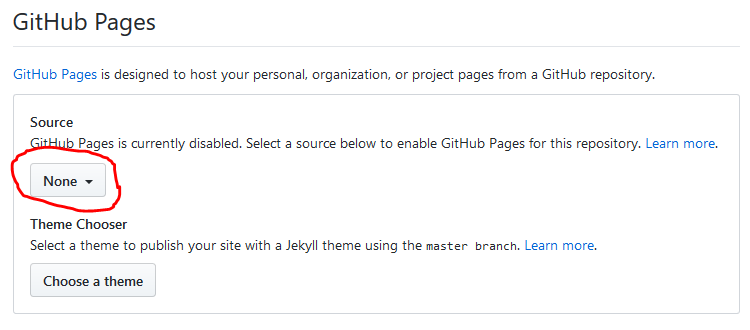 GitHub Pages
GitHub Pages is designed to host your personal, organization, or project pages from a GitHub repository.
Source
GitHub Pages is currently disabled. Select a source below to enable GitHub Pages for this repository. Learn more.
None
Theme Chooser
Select a theme to publish your site with a Jekyll theme using the master branch. Learn more.
Choose a theme